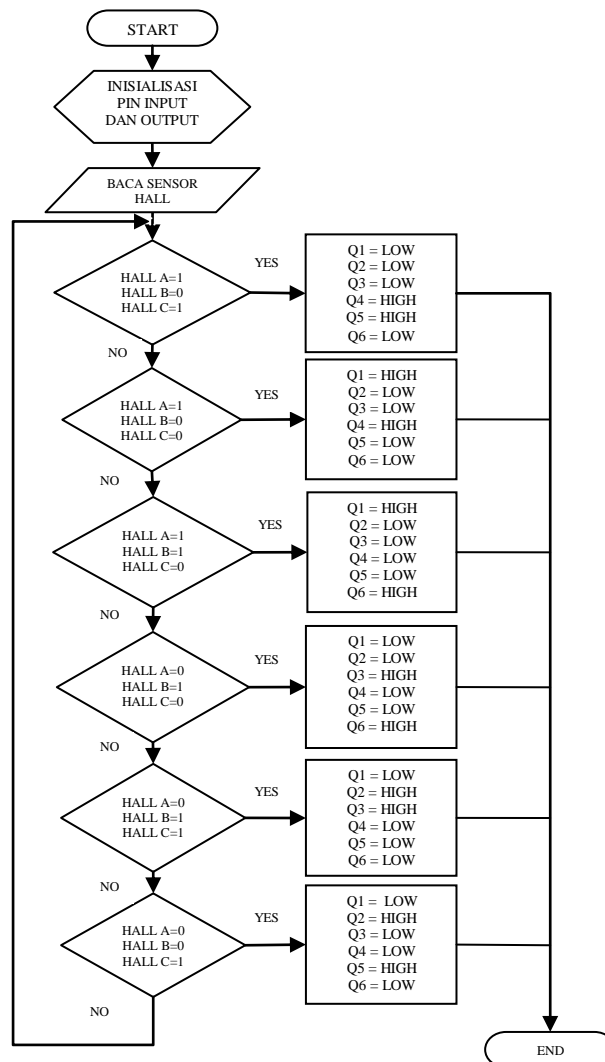 START
INISIALISASI
PIN INPUT
DAN OUTPUT
BACA SENSOR
HALL
HALL A=1
HALL B=0
HALL C=1
YES
Q1 = LOW
Q2 = LOW
Q3 = LOW
Q4 = HIGH
Q5 = HIGH
Q6 = LOW
NO
HALL A=1
HALL B=0
HALL C=0
YES
Q1 = HIGH
Q2 = LOW
Q3 = LOW
Q4 = HIGH
Q5 = LOW
Q6 = LOW
NO
HALL A=1
HALL B=1
HALL C=0
YES
Q1 = HIGH
Q2 = LOW
Q3 = LOW
Q4 = LOW
Q5 = LOW
Q6 = HIGH
NO
HALL A=0
HALL B=1
HALL C=0
YES
Q1 = LOW
Q2 = LOW
Q3 = HIGH
Q4 = LOW
Q5 = LOW
Q6 = HIGH
NO
HALL A=0
HALL B=1
HALL C=1
YES
Q1 = LOW
Q2 = HIGH
Q3 = HIGH
Q4 = LOW
Q5 = LOW
Q6 = LOW
NO
HALL A=0
HALL B=0
HALL C=1
YES
Q1 = LOW
Q2 = HIGH
Q3 = LOW
Q4 = LOW
Q5 = HIGH
Q6 = LOW
NO
END